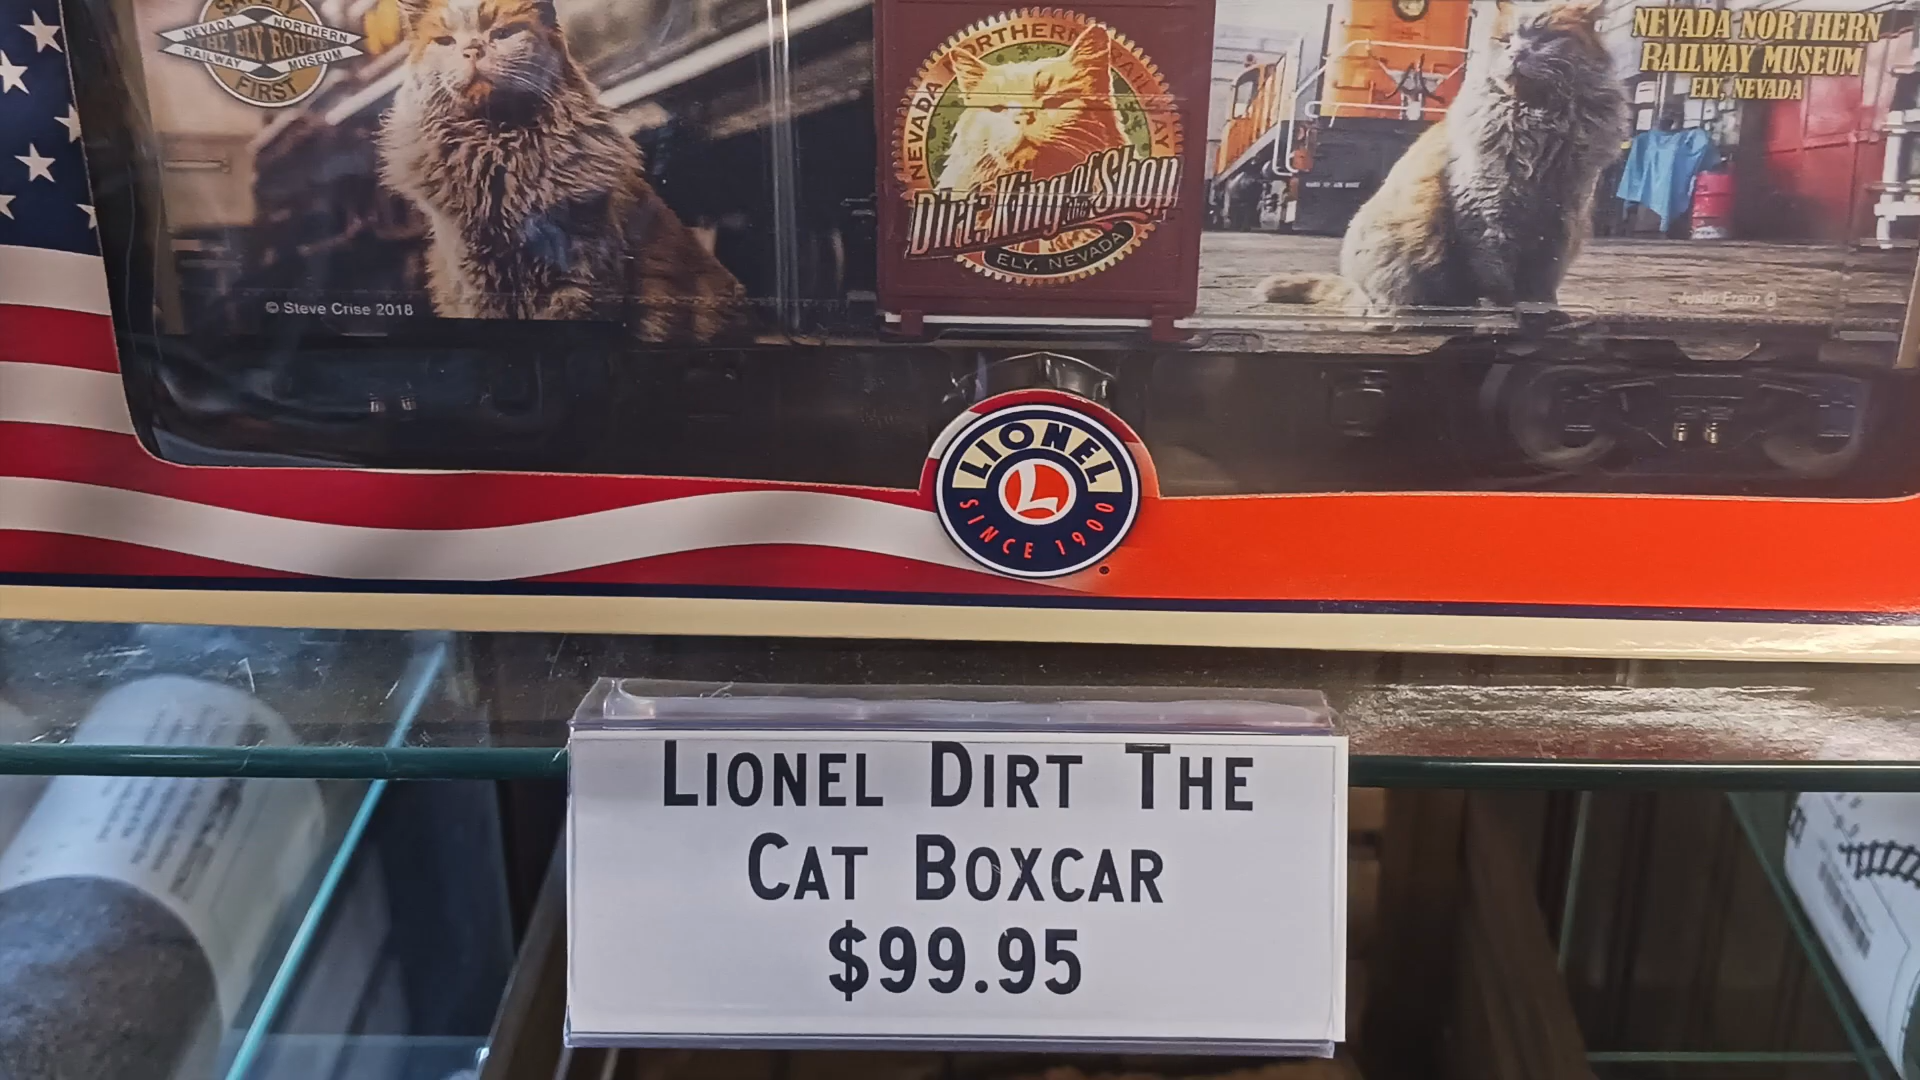 SAFETY
NEVADA NORTHERN
THE ELY ROUTE
RAILWAY MUSEUM
FIRST
© Steve Crise 2018
NEVADA NORTHERN RAILWAY
Dirt: King of the Shop
ELY, NEVADA
NEVADA NORTHERN
RAILWAY MUSEUM
ELY, NEVADA
Justin Franz ©
LIONEL
L
SINCE 1900
LIONEL DIRT THE
CAT BOXCAR
$99.95